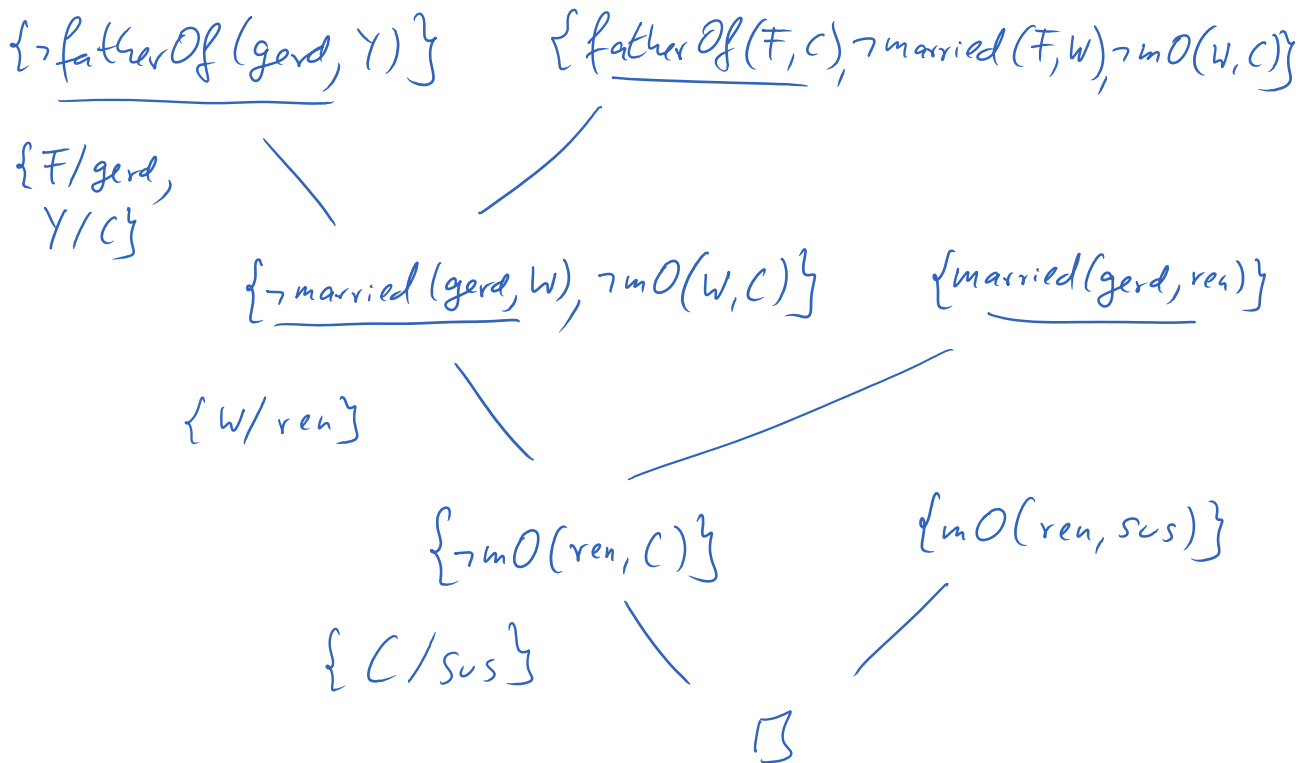 {¬fatherOf(gerd, Y)} {fatherOf(F,C), ¬married(F,W), ¬mO(W,C)}
{F/gerd,
Y/C}
{¬married(gerd, W), ¬mO(W,C)} {married(gerd, ren)}
{W/ren}
{¬mO(ren, C)} {mO(ren, sus)}
{C/sus}
□